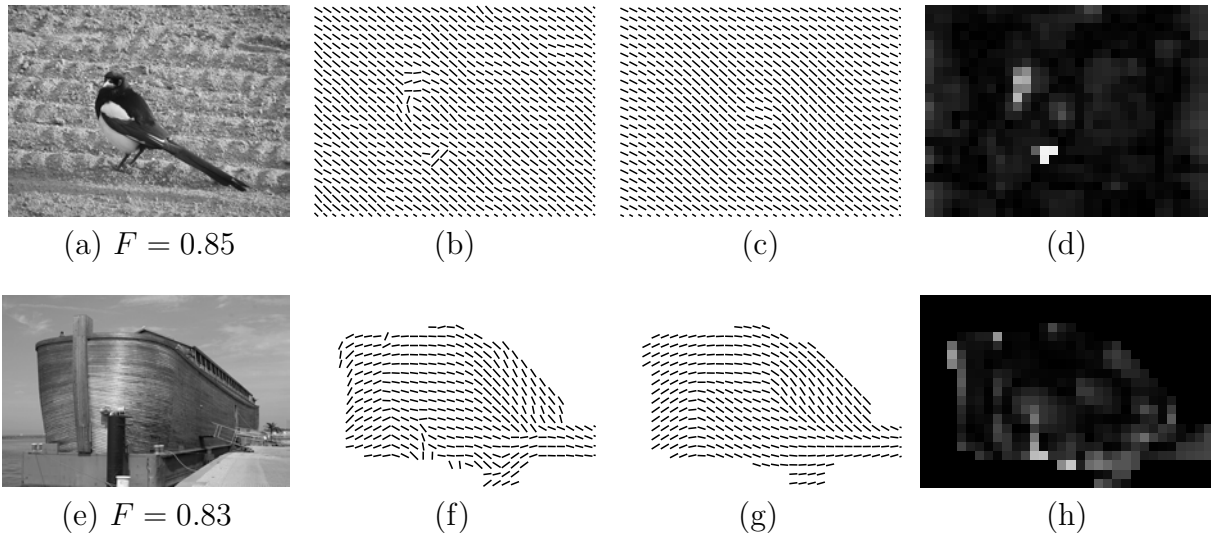 (a) F = 0.85 (b) (c) (d)
(e) F = 0.83 (f) (g) (h)